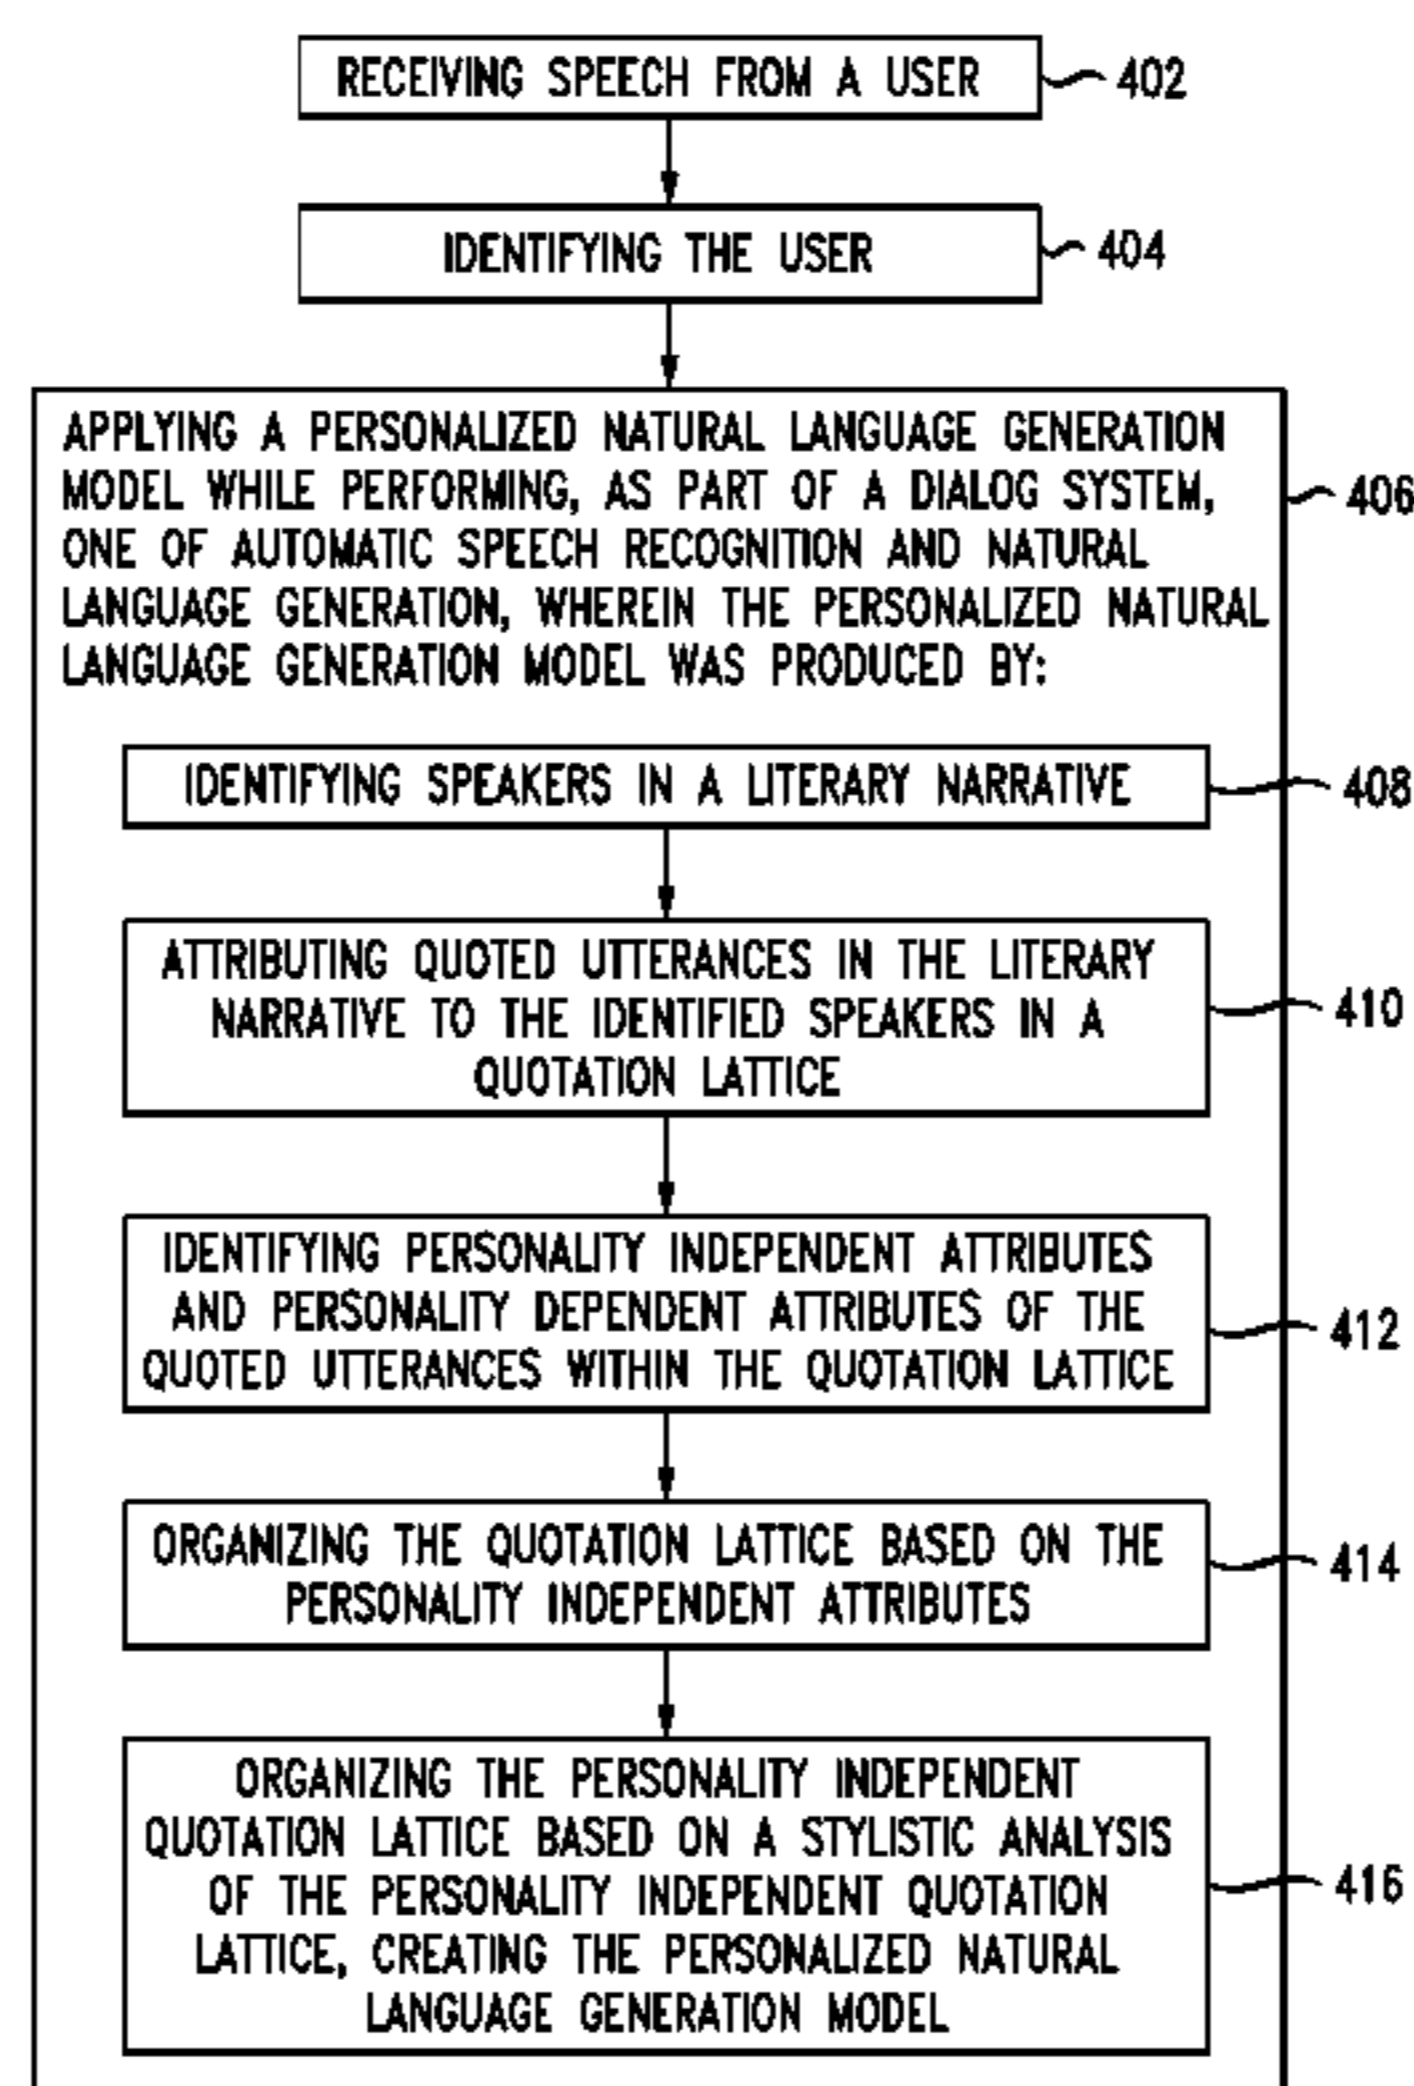 RECEIVING SPEECH FROM A USER
402
IDENTIFYING THE USER
404
APPLYING A PERSONALIZED NATURAL LANGUAGE GENERATION
MODEL WHILE PERFORMING, AS PART OF A DIALOG SYSTEM,
ONE OF AUTOMATIC SPEECH RECOGNITION AND NATURAL
LANGUAGE GENERATION, WHEREIN THE PERSONALIZED NATURAL
LANGUAGE GENERATION MODEL WAS PRODUCED BY:
406
IDENTIFYING SPEAKERS IN A LITERARY NARRATIVE
408
ATTRIBUTING QUOTED UTTERANCES IN THE LITERARY
NARRATIVE TO THE IDENTIFIED SPEAKERS IN A
QUOTATION LATTICE
410
IDENTIFYING PERSONALITY INDEPENDENT ATTRIBUTES
AND PERSONALITY DEPENDENT ATTRIBUTES OF THE
QUOTED UTTERANCES WITHIN THE QUOTATION LATTICE
412
ORGANIZING THE QUOTATION LATTICE BASED ON THE
PERSONALITY INDEPENDENT ATTRIBUTES
414
ORGANIZING THE PERSONALITY INDEPENDENT
QUOTATION LATTICE BASED ON A STYLISTIC ANALYSIS
OF THE PERSONALITY INDEPENDENT QUOTATION
LATTICE, CREATING THE PERSONALIZED NATURAL
LANGUAGE GENERATION MODEL
416